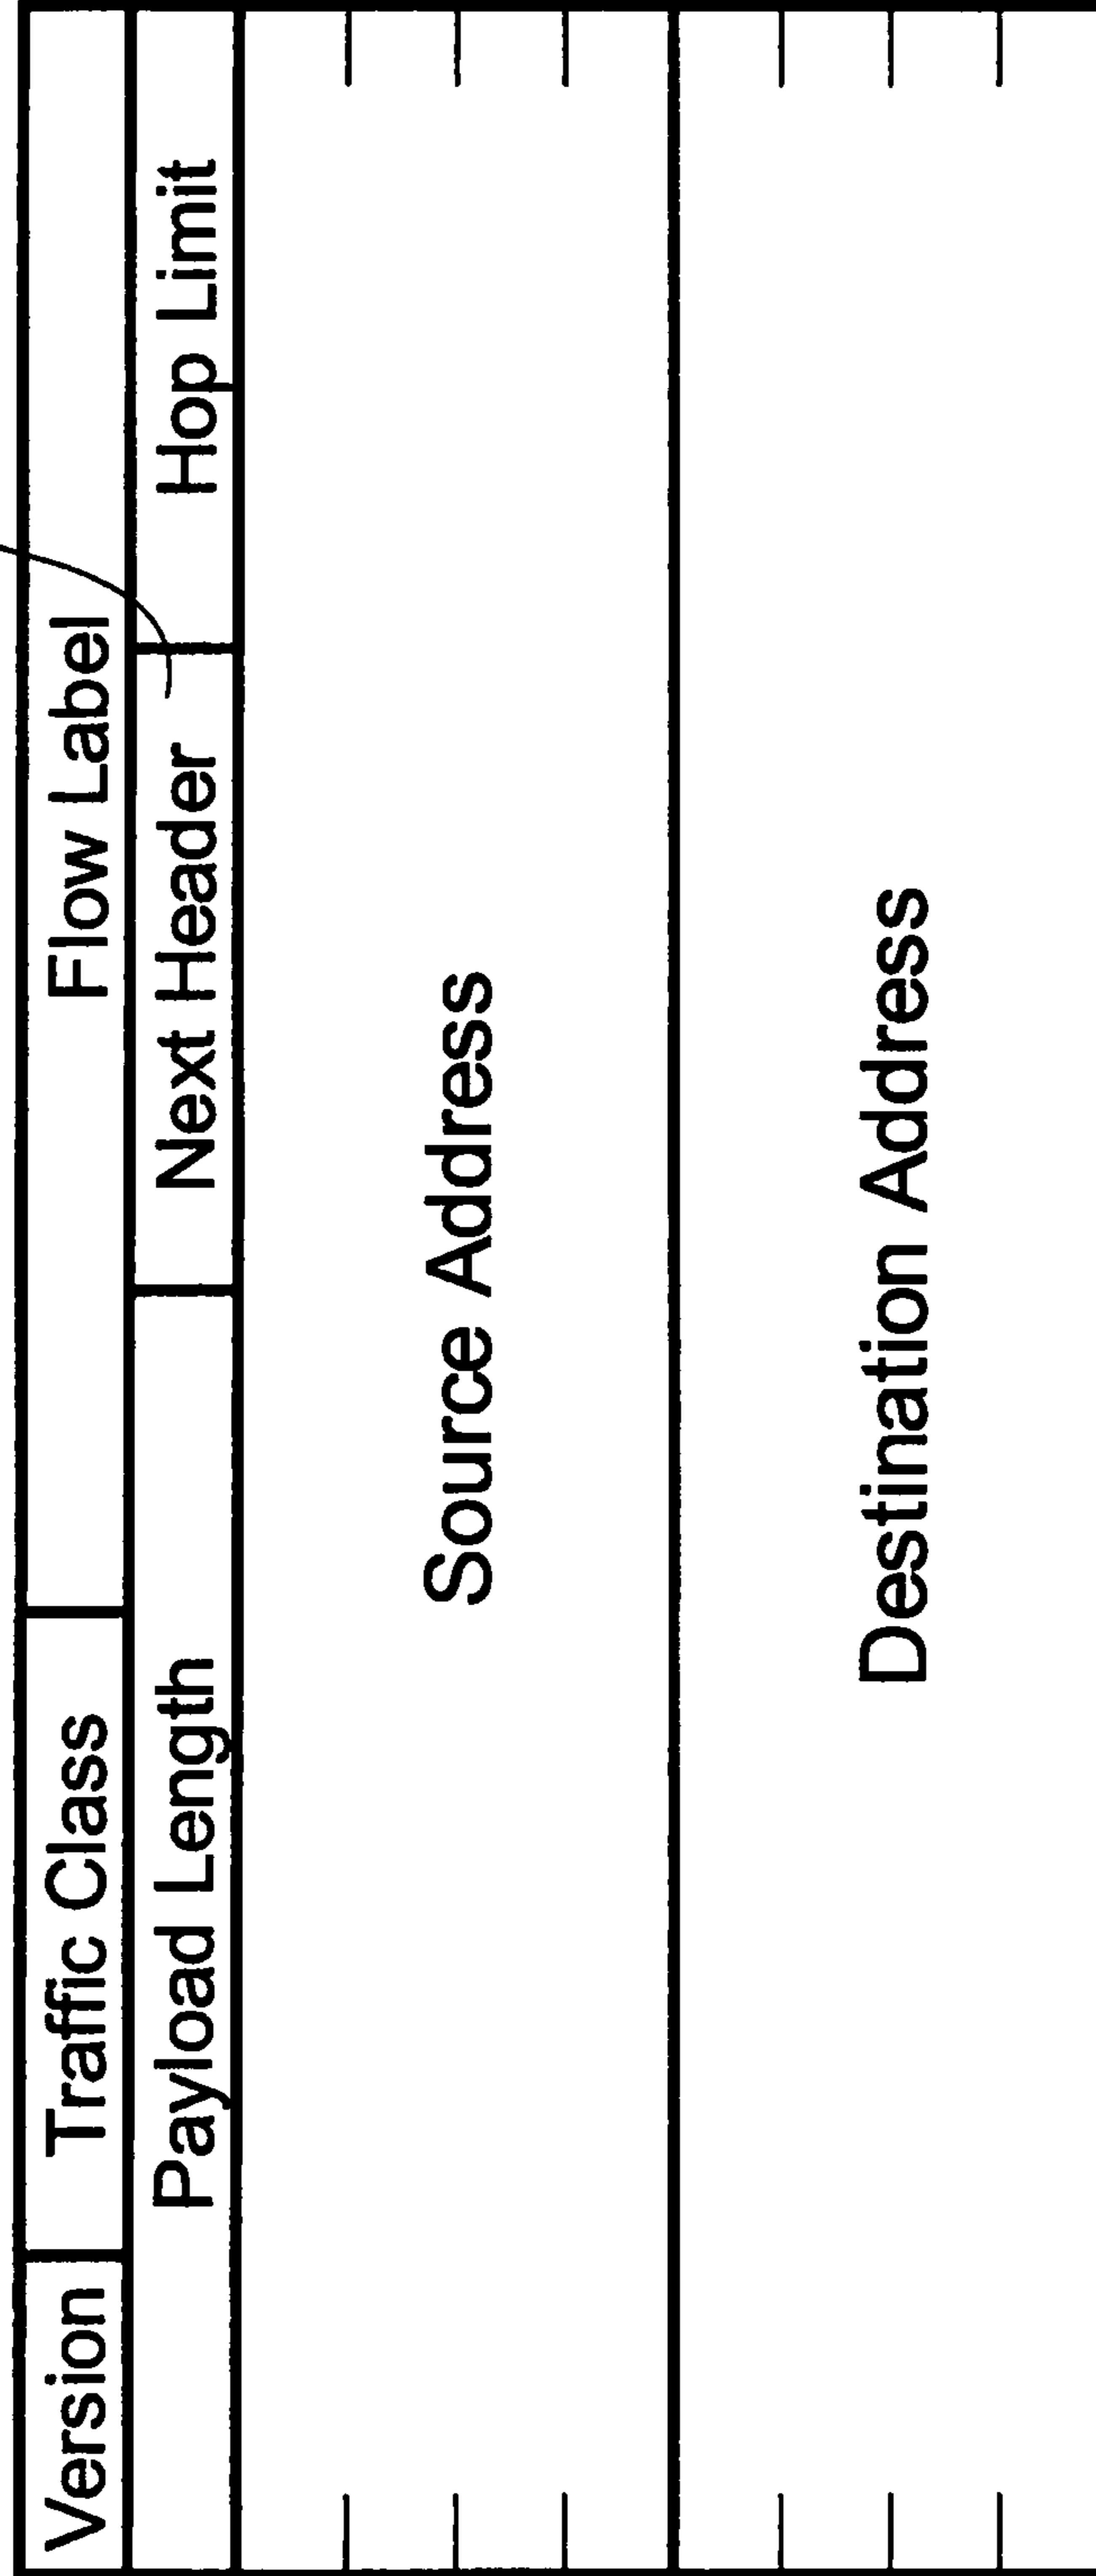 Version Traffic Class Flow Label
Payload Length Next Header Hop Limit
Source Address
Destination Address